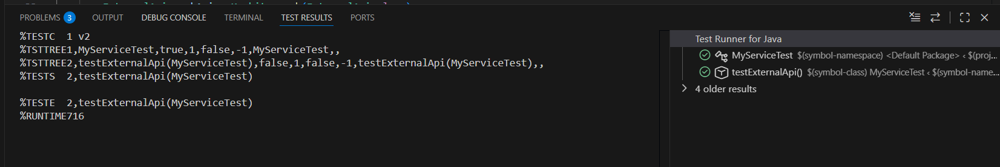 PROBLEMS 3 OUTPUT DEBUG CONSOLE TERMINAL TEST RESULTS PORTS
%TESTC  1 v2
%TSTTREE1,MyServiceTest,true,1,false,-1,MyServiceTest,,
%TSTTREE2,testExternalApi(MyServiceTest),false,1,false,-1,testExternalApi(MyServiceTest),,
%TESTS  2,testExternalApi(MyServiceTest)
%TESTE  2,testExternalApi(MyServiceTest)
%RUNTIME716
Test Runner for Java
MyServiceTest $(symbol-namespace) <Default Package> ‹ $(proj...
testExternalApi() $(symbol-class) MyServiceTest ‹ $(symbol-name...
4 older results